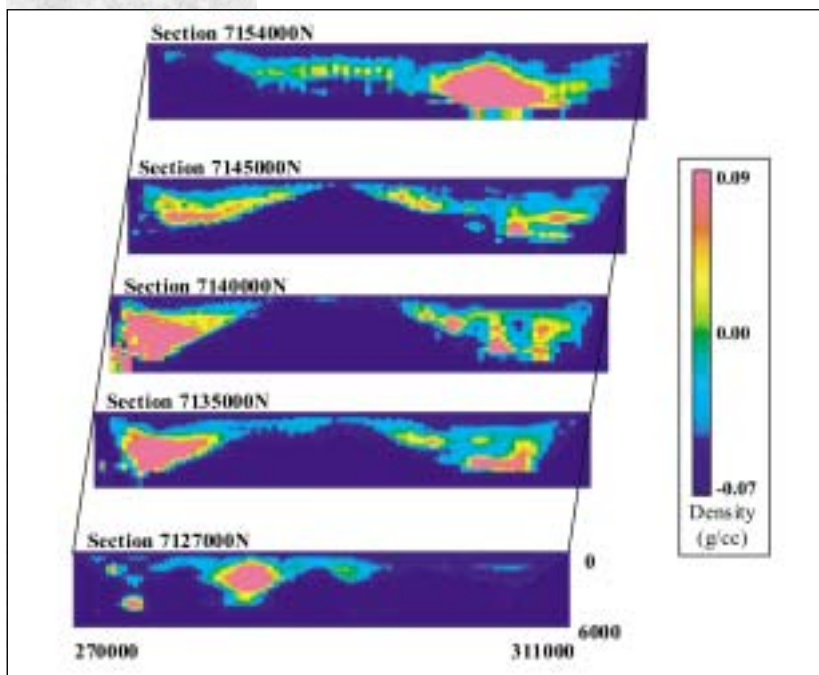 Section 7154000N
Section 7145000N
0.09
Section 7140000N
0.00
Section 7135000N
-0.07
Density
(g/cc)
Section 7127000N
0
6000
270000
311000